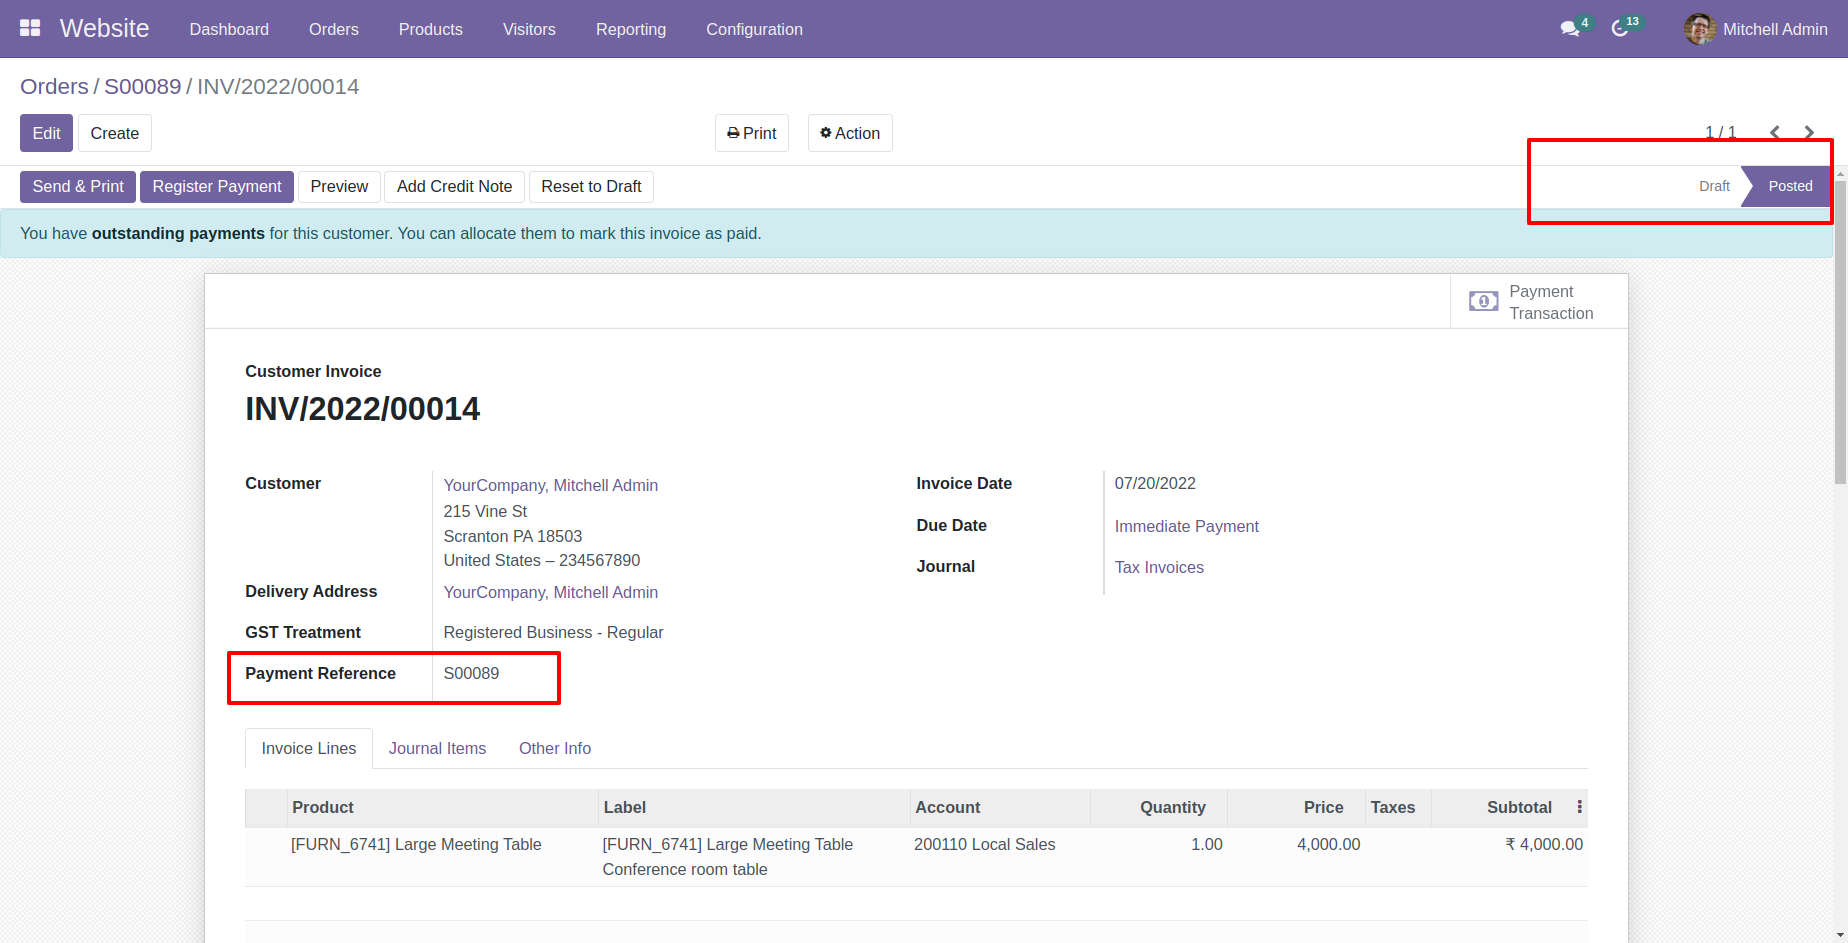 Website Dashboard Orders Products Visitors Reporting Configuration 4 13 Mitchell Admin
Orders / S00089 / INV/2022/00014
Edit Create Print Action 1 / 1
Send & Print Register Payment Preview Add Credit Note Reset to Draft Draft Posted
You have outstanding payments for this customer. You can allocate them to mark this invoice as paid.
Payment
Transaction
Customer Invoice
INV/2022/00014
Customer YourCompany, Mitchell Admin Invoice Date 07/20/2022
215 Vine St
Due Date Immediate Payment
Scranton PA 18503
United States – 234567890
Journal Tax Invoices
Delivery Address YourCompany, Mitchell Admin
GST Treatment Registered Business - Regular
Payment Reference S00089
Invoice Lines Journal Items Other Info
Product Label Account Quantity Price Taxes Subtotal
[FURN_6741] Large Meeting Table [FURN_6741] Large Meeting Table 200110 Local Sales 1.00 4,000.00 ₹ 4,000.00
Conference room table